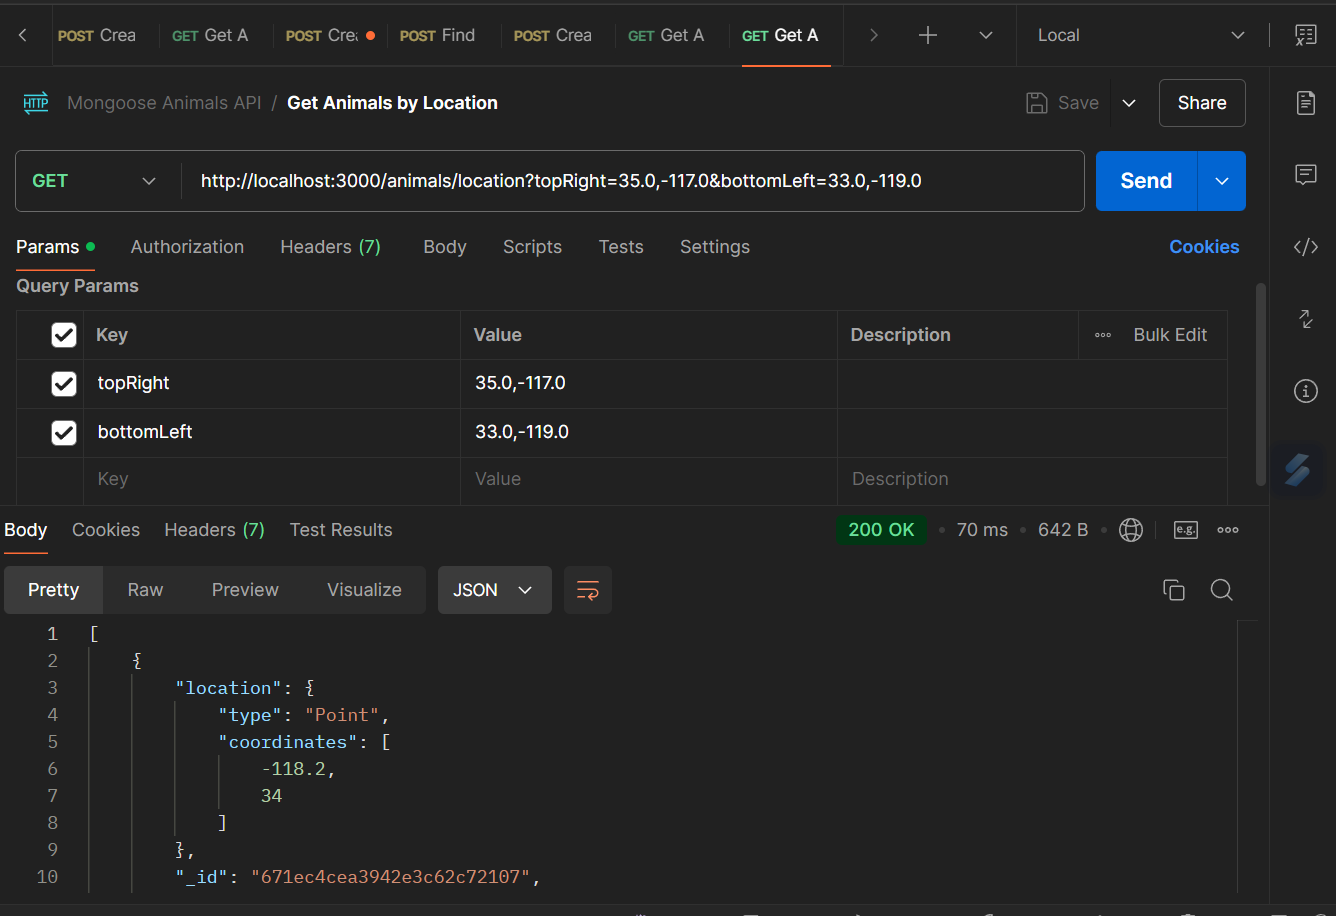 POST Crea GET Get A POST Crea POST Find POST Crea GET Get A GET Get A Local
HTTP Mongoose Animals API / Get Animals by Location Save Share
GET http://localhost:3000/animals/location?topRight=35.0,-117.0&bottomLeft=33.0,-119.0 Send
Params Authorization Headers (7) Body Scripts Tests Settings Cookies
Query Params
Key Value Description Bulk Edit
topRight 35.0,-117.0
bottomLeft 33.0,-119.0
Key Value Description
Body Cookies Headers (7) Test Results 200 OK 70 ms 642 B e.g.
Pretty Raw Preview Visualize JSON
1 [
2 {
3 "location": {
4 "type": "Point",
5 "coordinates": [
6 -118.2,
7 34
8 ]
9 },
10 "_id": "671ec4cea3942e3c62c72107",